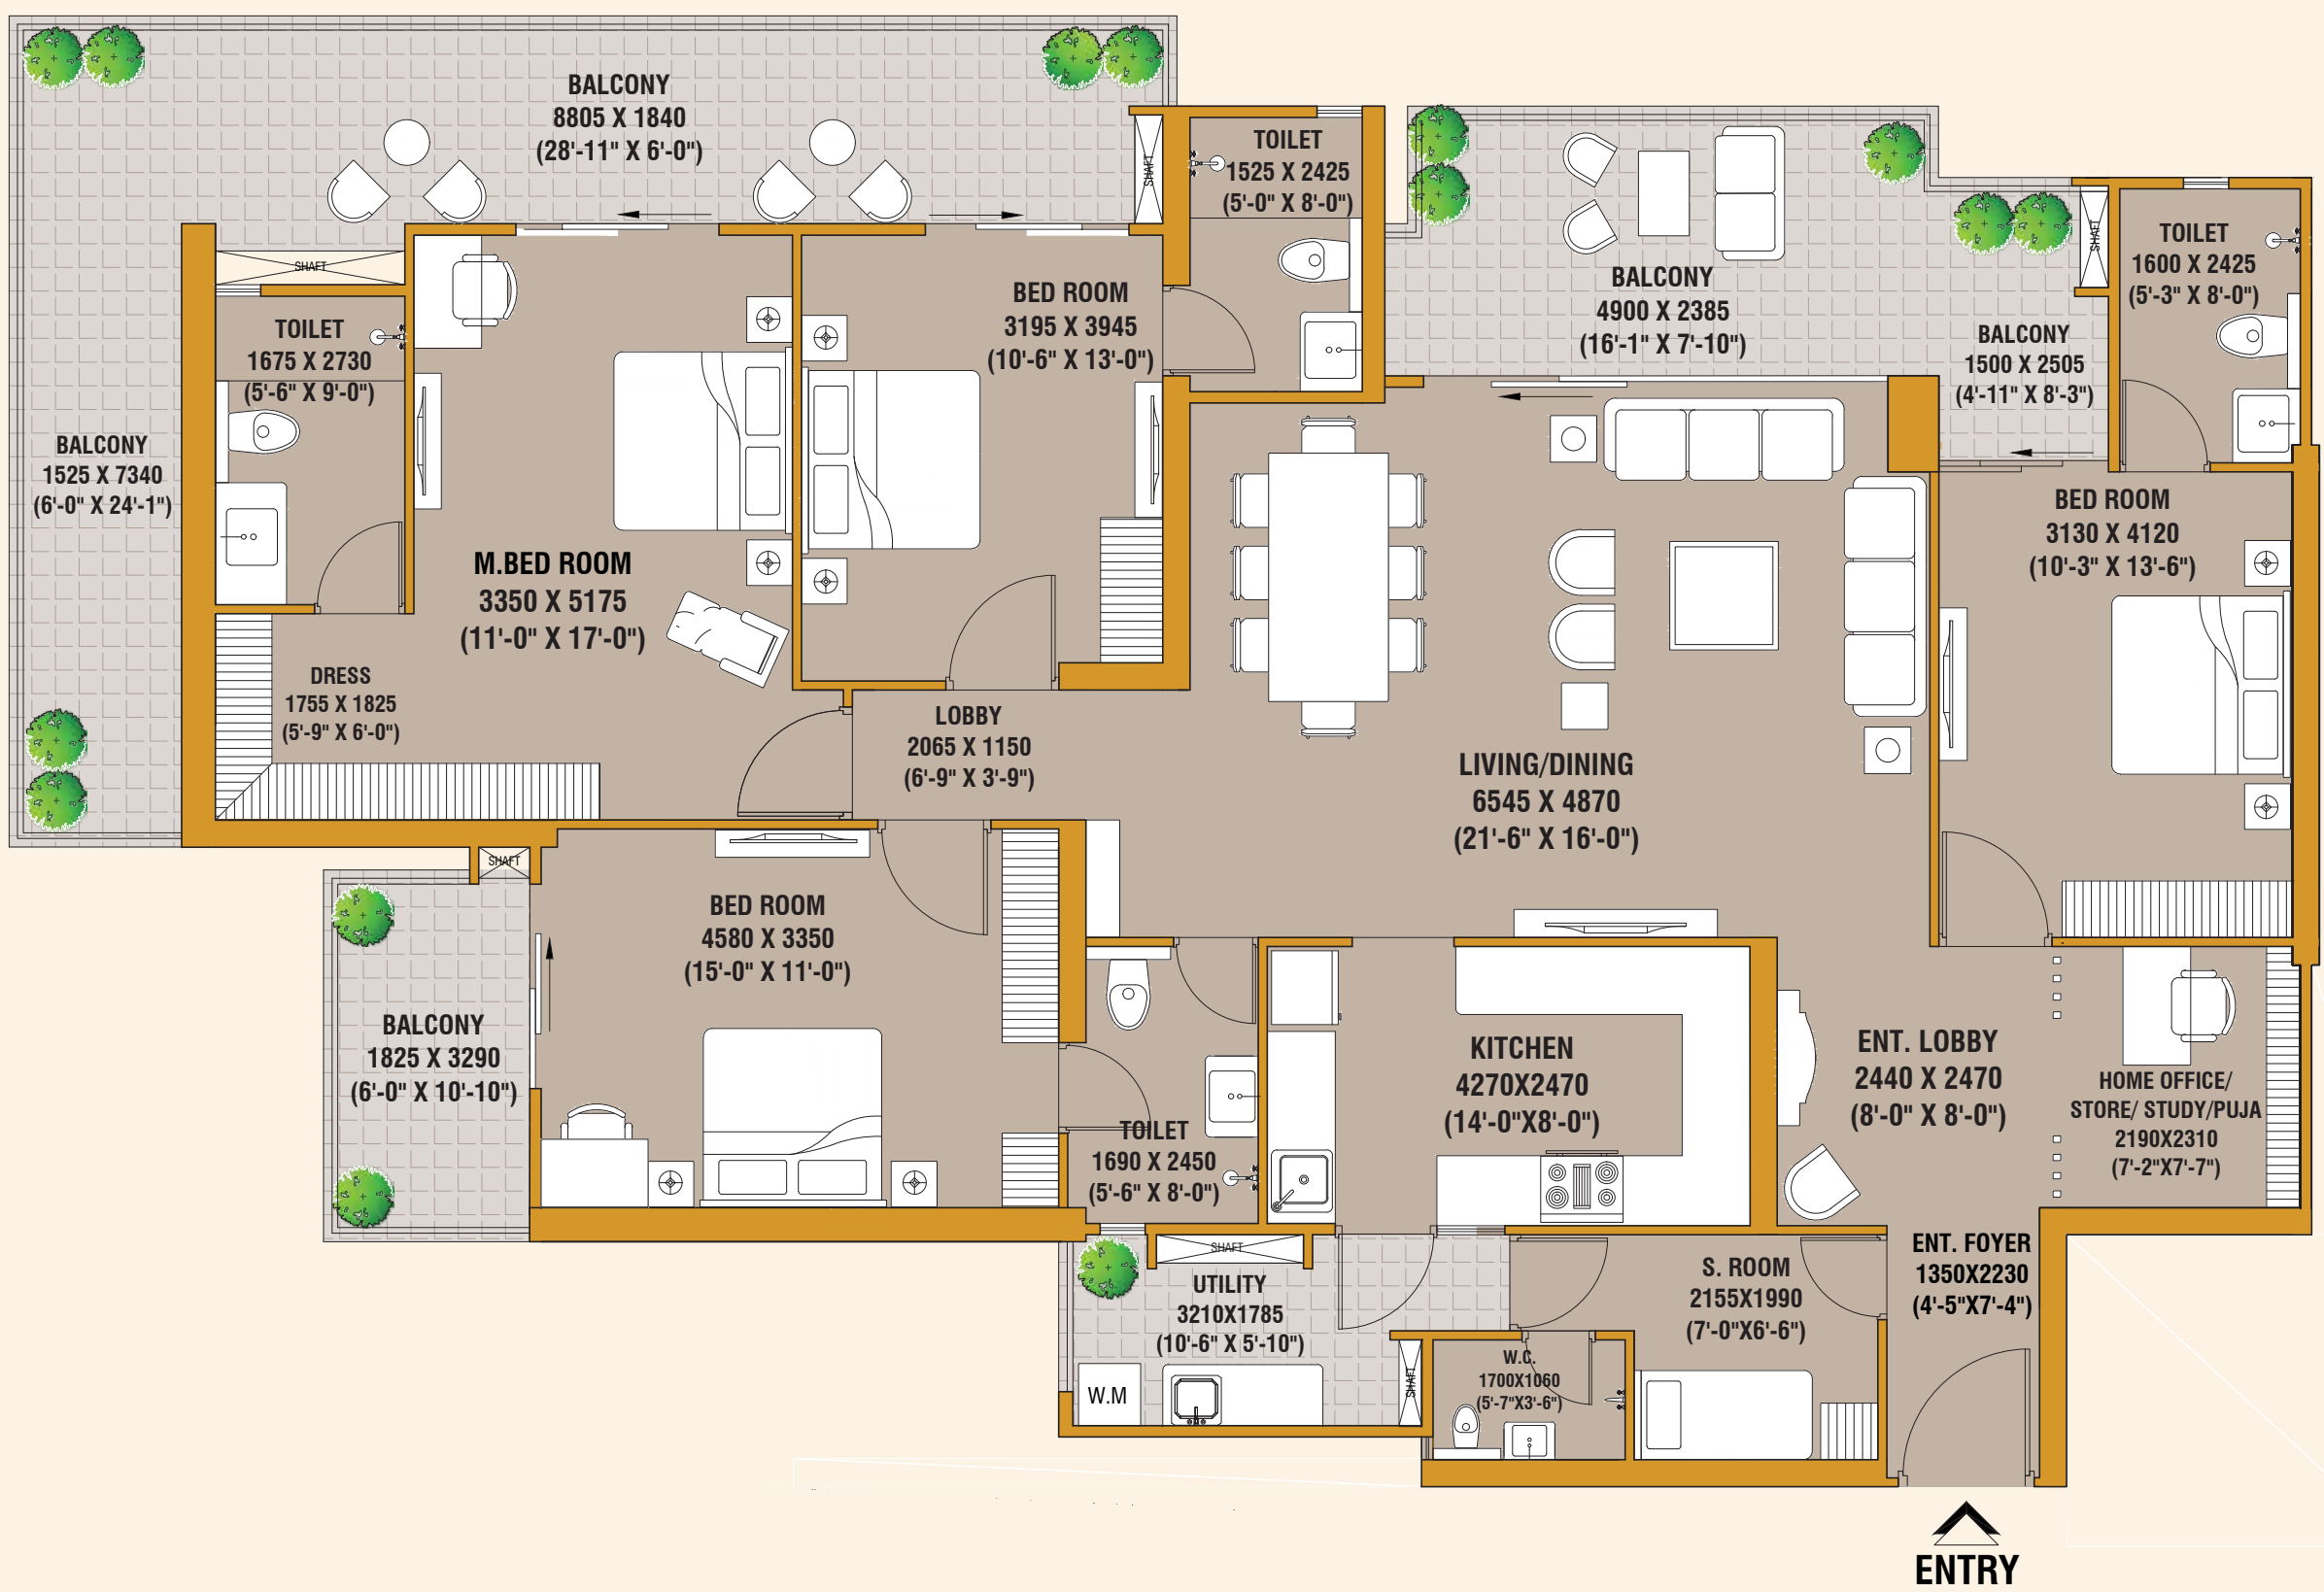 BALCONY
8805 X 1840
(28'-11" X 6'-0")
SHAFT
TOILET
1525 X 2425
(5'-0" X 8'-0")
BALCONY
4900 X 2385
(16'-1" X 7'-10")
SHAFT
TOILET
1600 X 2425
(5'-3" X 8'-0")
BALCONY
1500 X 2505
(4'-11" X 8'-3")
SHAFT
TOILET
1675 X 2730
(5'-6" X 9'-0")
BED ROOM
3195 X 3945
(10'-6" X 13'-0")
BALCONY
1525 X 7340
(6'-0" X 24'-1")
M.BED ROOM
3350 X 5175
(11'-0" X 17'-0")
BED ROOM
3130 X 4120
(10'-3" X 13'-6")
DRESS
1755 X 1825
(5'-9" X 6'-0")
LOBBY
2065 X 1150
(6'-9" X 3'-9")
LIVING/DINING
6545 X 4870
(21'-6" X 16'-0")
SHAFT
BED ROOM
4580 X 3350
(15'-0" X 11'-0")
BALCONY
1825 X 3290
(6'-0" X 10'-10")
TOILET
1690 X 2450
(5'-6" X 8'-0")
KITCHEN
4270X2470
(14'-0"X8'-0")
ENT. LOBBY
2440 X 2470
(8'-0" X 8'-0")
HOME OFFICE/
STORE/ STUDY/PUJA
2190X2310
(7'-2"X7'-7")
SHAFT
UTILITY
3210X1785
(10'-6" X 5'-10")
W.M
SHAFT
W.C.
1700X1060
(5'-7"X3'-6")
S. ROOM
2155X1990
(7'-0"X6'-6")
ENT. FOYER
1350X2230
(4'-5"X7'-4")
ENTRY